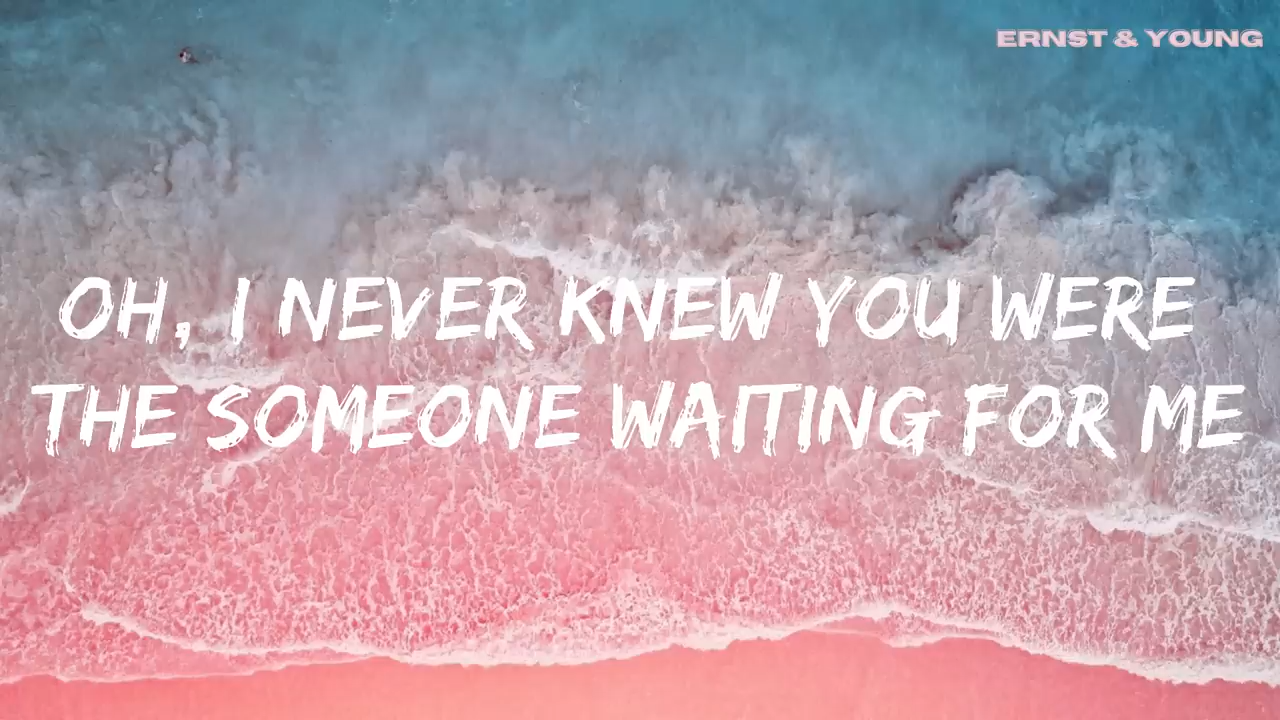 ERNST & YOUNG
OH, I NEVER KNEW YOU WERE
THE SOMEONE WAITING FOR ME